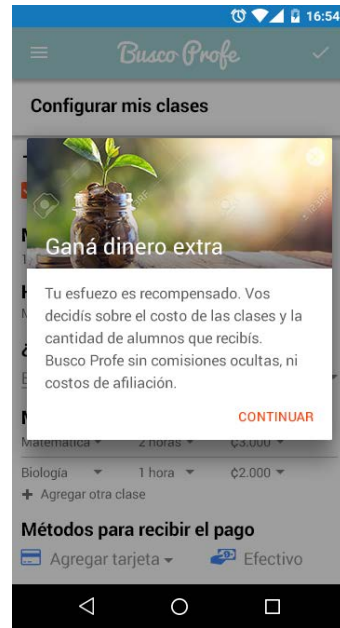 16:54
Busco Profe
Configurar mis clases
Ganá dinero extra
Tu esfuezo es recompensado. Vos
decidís sobre el costo de las clases y la
cantidad de alumnos que recibís.
Busco Profe sin comisiones ocultas, ni
costos de afiliación.
CONTINUAR
Matemática 2 horas ₡3.000
Biología 1 hora ₡2.000
+ Agregar otra clase
Métodos para recibir el pago
Agregar tarjeta Efectivo